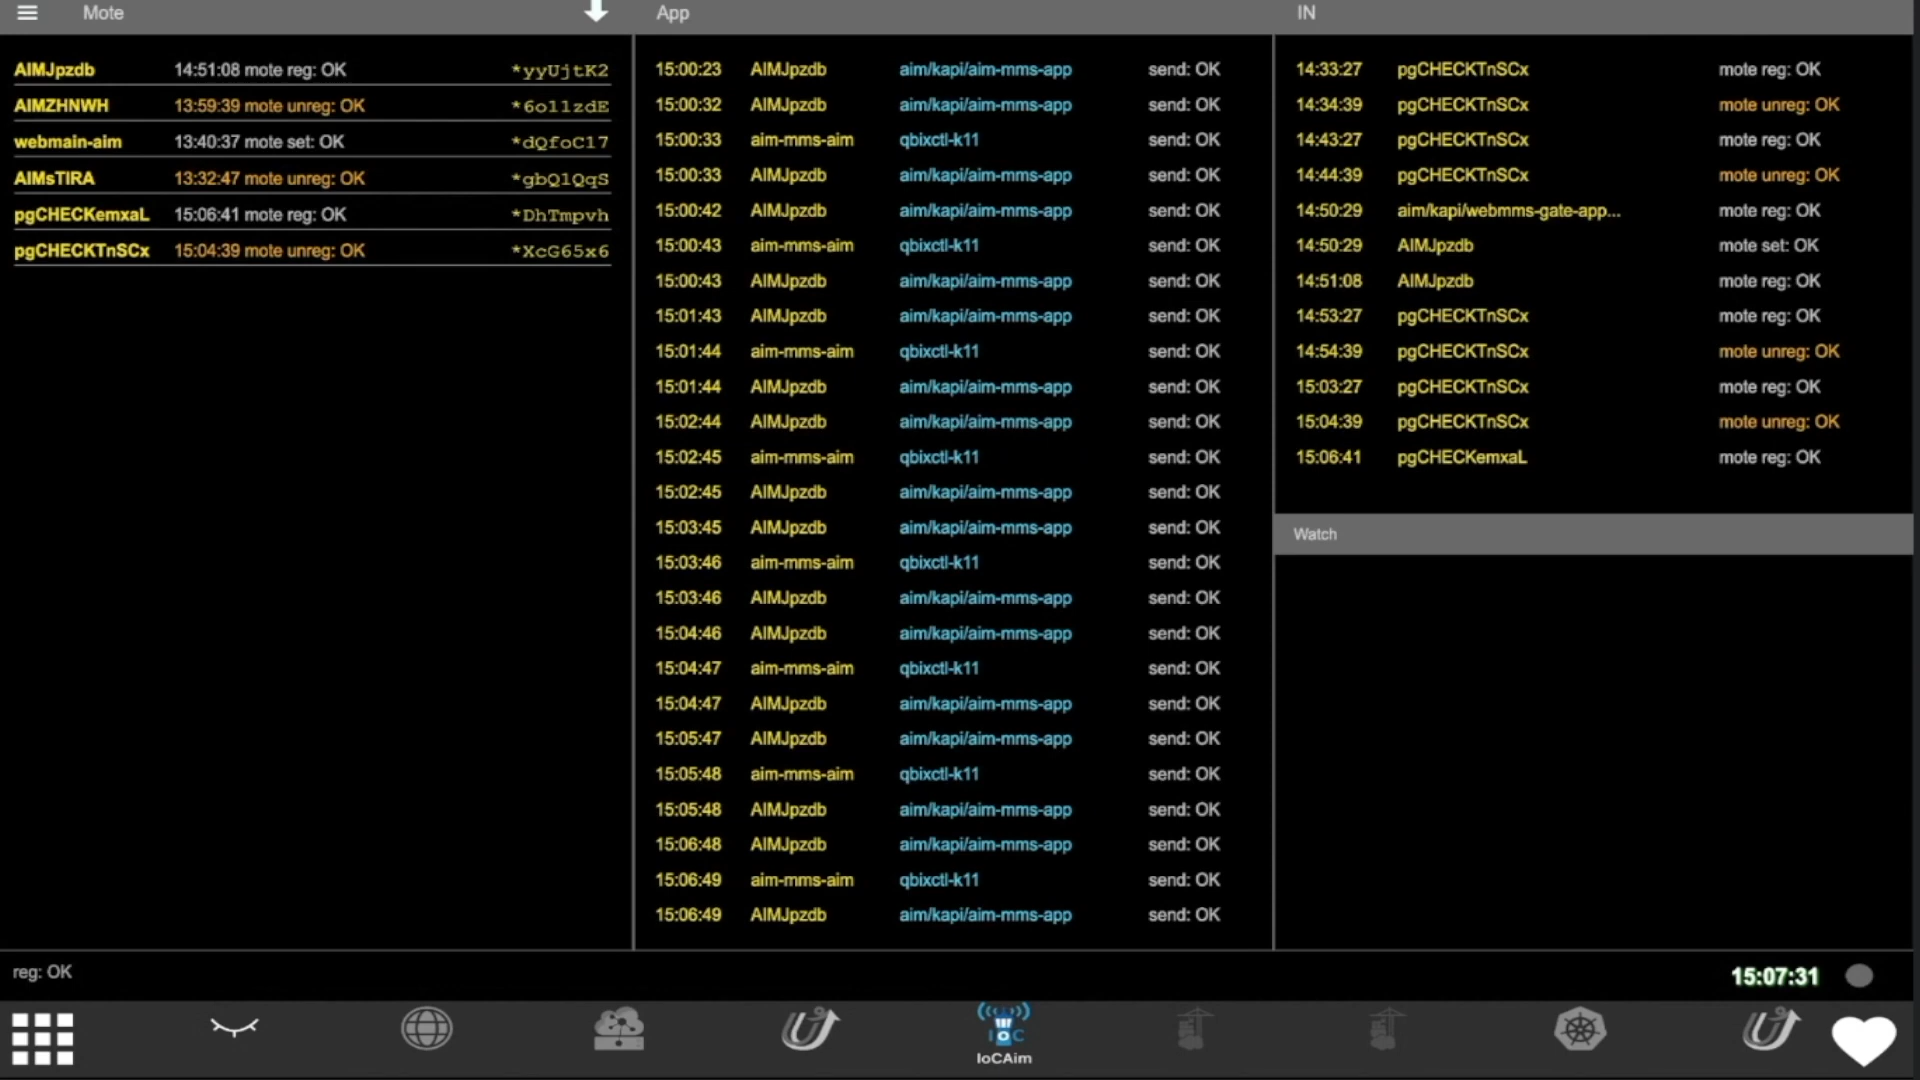 Mote
AIMJpzdb 14:51:08 mote reg: OK *yyUjtK2
AIMZHNWH 13:59:39 mote unreg: OK *6ollzdE
webmain-aim 13:40:37 mote set: OK *dQfoC17
AIMsTIRA 13:32:47 mote unreg: OK *gbQlQqS
pgCHECKemxaL 15:06:41 mote reg: OK *DhTmpvh
pgCHECKTnSCx 15:04:39 mote unreg: OK *XcG65x6
App
15:00:23 AIMJpzdb aim/kapi/aim-mms-app send: OK
15:00:32 AIMJpzdb aim/kapi/aim-mms-app send: OK
15:00:33 aim-mms-aim qbixctl-k11 send: OK
15:00:33 AIMJpzdb aim/kapi/aim-mms-app send: OK
15:00:42 AIMJpzdb aim/kapi/aim-mms-app send: OK
15:00:43 aim-mms-aim qbixctl-k11 send: OK
15:00:43 AIMJpzdb aim/kapi/aim-mms-app send: OK
15:01:43 AIMJpzdb aim/kapi/aim-mms-app send: OK
15:01:44 aim-mms-aim qbixctl-k11 send: OK
15:01:44 AIMJpzdb aim/kapi/aim-mms-app send: OK
15:02:44 AIMJpzdb aim/kapi/aim-mms-app send: OK
15:02:45 aim-mms-aim qbixctl-k11 send: OK
15:02:45 AIMJpzdb aim/kapi/aim-mms-app send: OK
15:03:45 AIMJpzdb aim/kapi/aim-mms-app send: OK
15:03:46 aim-mms-aim qbixctl-k11 send: OK
15:03:46 AIMJpzdb aim/kapi/aim-mms-app send: OK
15:04:46 AIMJpzdb aim/kapi/aim-mms-app send: OK
15:04:47 aim-mms-aim qbixctl-k11 send: OK
15:04:47 AIMJpzdb aim/kapi/aim-mms-app send: OK
15:05:47 AIMJpzdb aim/kapi/aim-mms-app send: OK
15:05:48 aim-mms-aim qbixctl-k11 send: OK
15:05:48 AIMJpzdb aim/kapi/aim-mms-app send: OK
15:06:48 AIMJpzdb aim/kapi/aim-mms-app send: OK
15:06:49 aim-mms-aim qbixctl-k11 send: OK
15:06:49 AIMJpzdb aim/kapi/aim-mms-app send: OK
IN
14:33:27 pgCHECKTnSCx mote reg: OK
14:34:39 pgCHECKTnSCx mote unreg: OK
14:43:27 pgCHECKTnSCx mote reg: OK
14:44:39 pgCHECKTnSCx mote unreg: OK
14:50:29 aim/kapi/webmms-gate-app... mote reg: OK
14:50:29 AIMJpzdb mote set: OK
14:51:08 AIMJpzdb mote reg: OK
14:53:27 pgCHECKTnSCx mote reg: OK
14:54:39 pgCHECKTnSCx mote unreg: OK
15:03:27 pgCHECKTnSCx mote reg: OK
15:04:39 pgCHECKTnSCx mote unreg: OK
15:06:41 pgCHECKemxaL mote reg: OK
Watch
reg: OK
15:07:31
IOC
IoCAim